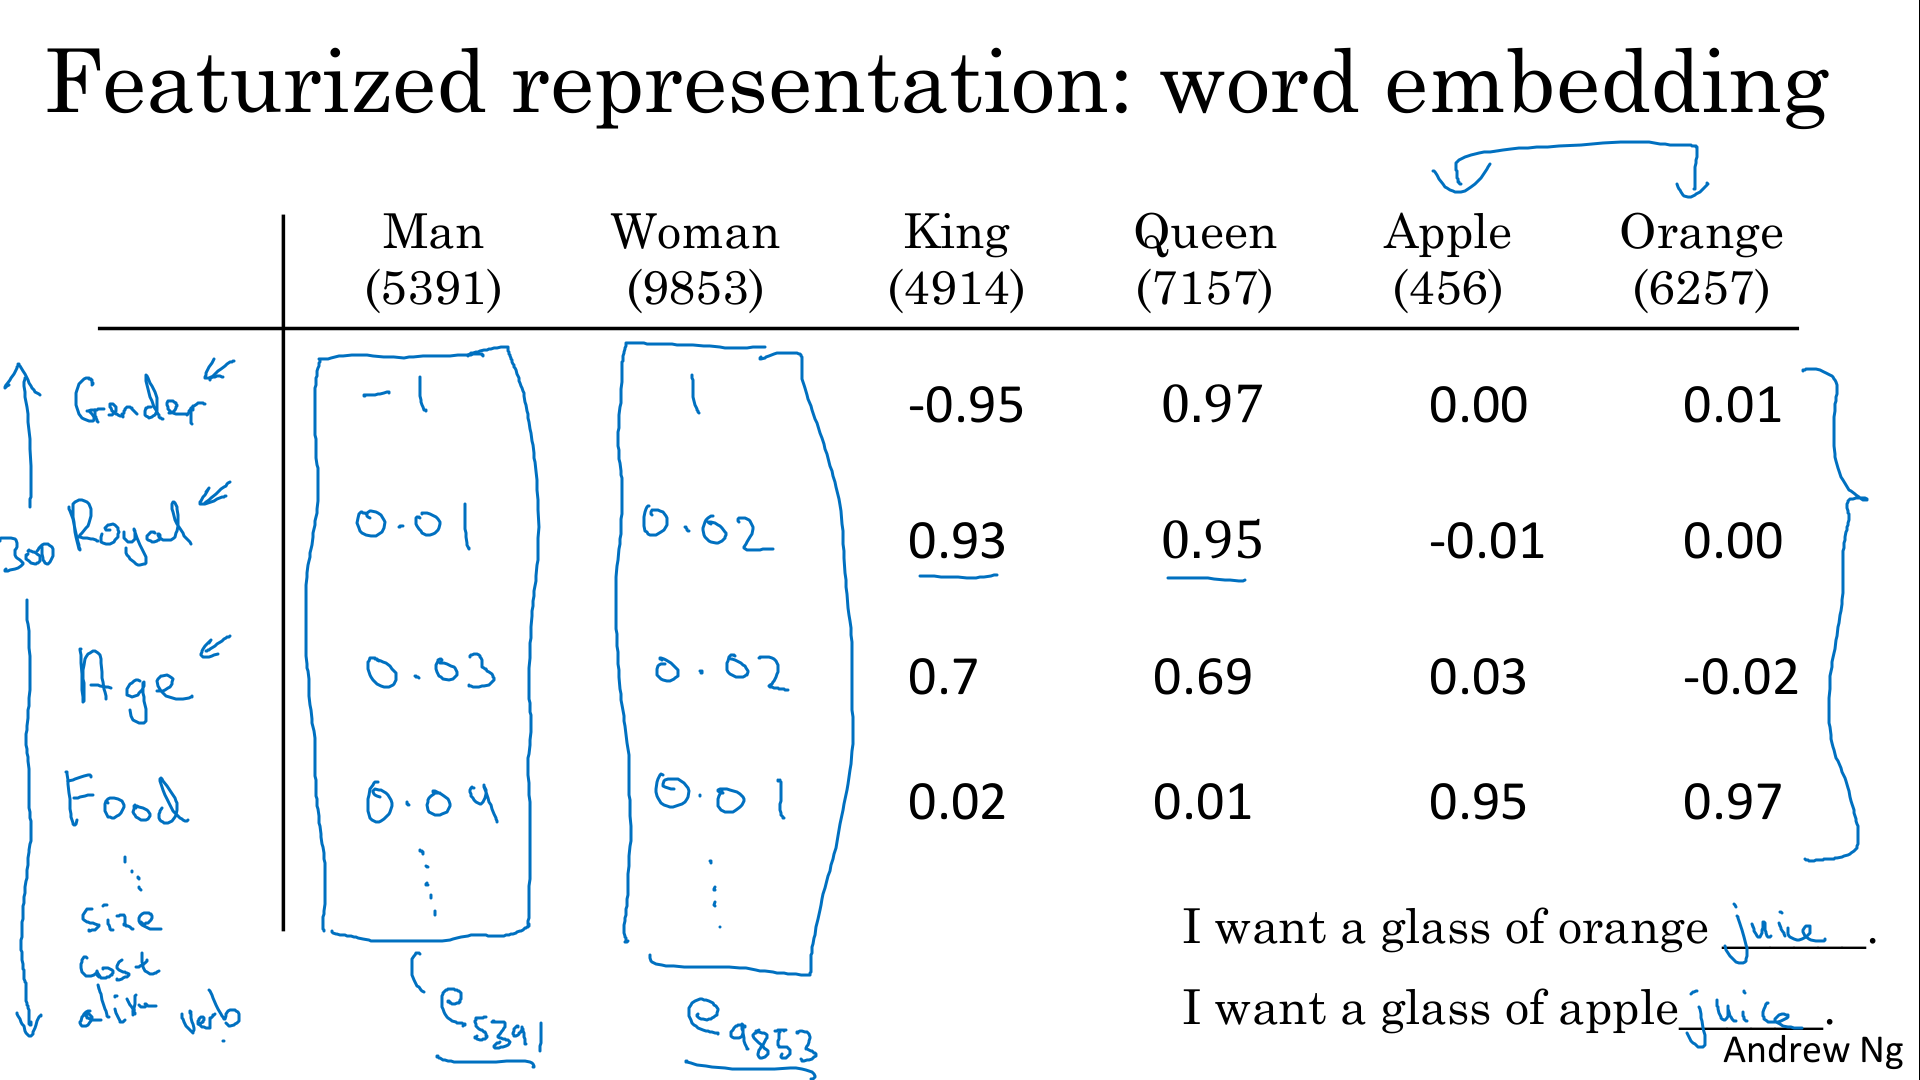 Featurized representation: word embedding
Man Woman King Queen Apple Orange
(5391) (9853) (4914) (7157) (456) (6257)
Gender -1 1 -0.95 0.97 0.00 0.01
Royal 0.01 0.02 0.93 0.95 -0.01 0.00
300
Age 0.03 0.02 0.7 0.69 0.03 -0.02
Food 0.04 0.01 0.02 0.01 0.95 0.97
size
cost
alive verb
e5391 e9853
I want a glass of orange juice.
I want a glass of apple juice.
Andrew Ng